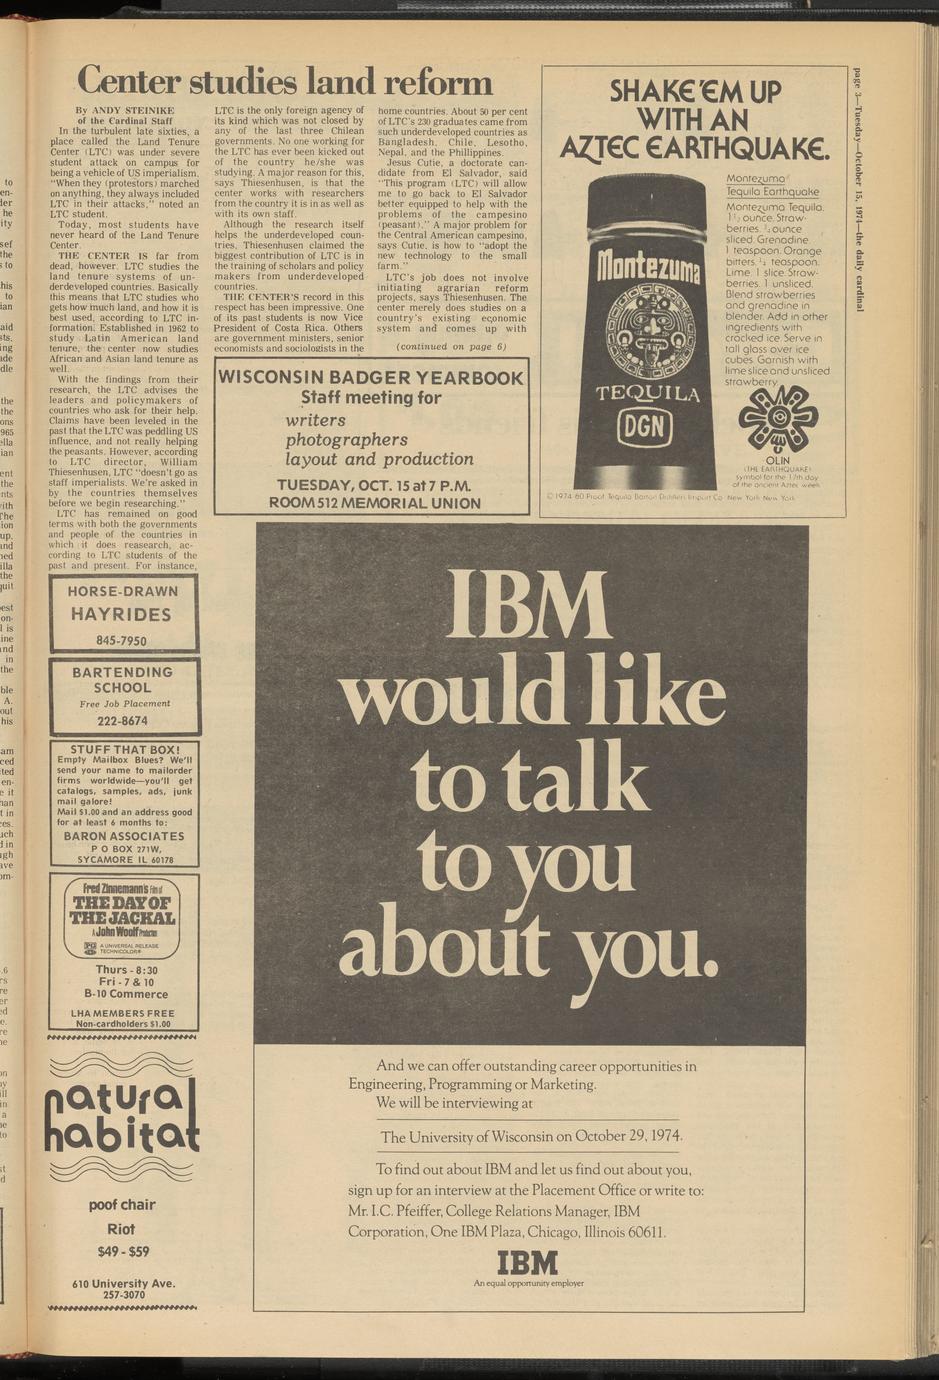 Center studies land reform
By ANDY STEINIKE
of the Cardinal Staff
In the turbulent late sixties, a
place called the Land Tenure
Center (LTC) was under severe
student attack on campus for
being a vehicle of US imperialism.
"When they (protestors) marched
on anything, they always included
LTC in their attacks," noted an
LTC student.
Today, most students have
never heard of the Land Tenure
Center.
THE CENTER IS far from
dead, however. LTC studies the
land tenure systems of un-
derdeveloped countries. Basically
this means that LTC studies who
gets how much land, and how it is
best used, according to LTC in-
formation. Established in 1962 to
study Latin American land
tenure, the center now studies
African and Asian land tenure as
well.
With the findings from their
research, the LTC advises the
leaders and policymakers of
countries who ask for their help.
Claims have been leveled in the
past that the LTC was peddling US
influence, and not really helping
the peasants. However, according
to LTC director, William
Thiesenhusen, LTC "doesn't go as
staff imperialists. We're asked in
by the countries themselves
before we begin researching."
LTC has remained on good
terms with both the governments
and people of the countries in
which it does reasearch, ac-
cording to LTC students of the
past and present. For instance,
LTC is the only foreign agency of
its kind which was not closed by
any of the last three Chilean
governments. No one working for
the LTC has ever been kicked out
of the country he/she was
studying. A major reason for this,
says Thiesenhusen, is that the
center works with researchers
from the country it is in as well as
with its own staff.
Although the research itself
helps the underdeveloped coun-
tries, Thiesenhusen claimed the
biggest contribution of LTC is in
the training of scholars and policy
makers from underdeveloped
countries.
THE CENTER'S record in this
respect has been impressive. One
of its past students is now Vice
President of Costa Rica. Others
are government ministers, senior
economists and sociologists in the
home countries. About 50 per cent
of LTC's 230 graduates came from
such underdeveloped countries as
Bangladesh, Chile, Lesotho,
Nepal, and the Phillippines.
Jesus Cutie, a doctorate can-
didate from El Salvador, said
"This program (LTC) will allow
me to go back to El Salvador
better equipped to help with the
problems of the campesino
(peasant)." A major problem for
the Central American campesino,
says Cutie, is how to "adopt the
new technology to the small
farm."
LTC's job does not involve
initiating agrarian reform
projects, says Thiesenhusen. The
center merely does studies on a
country's existing economic
system and comes up with
(continued on page 6)
WISCONSIN BADGER YEARBOOK
Staff meeting for
writers
photographers
layout and production
TUESDAY, OCT. 15 at 7 P.M.
ROOM 512 MEMORIAL UNION
SHAKE 'EM UP
WITH AN
AZTEC EARTHQUAKE.
Montezuma
TEQUILA
DGN
Montezuma
Tequila Earthquake
Montezuma Tequila.
1½ ounce. Straw-
berries. ½ ounce
sliced. Grenadine.
1 teaspoon. Orange
bitters. ½ teaspoon.
Lime. 1 slice. Straw-
berries. 1 unsliced.
Blend strawberries
and grenadine in
blender. Add in other
ingredients with
cracked ice. Serve in
tall glass over ice
cubes. Garnish with
lime slice and unsliced
strawberry.
OLIN
(THE EARTHQUAKE)
symbol for the 17th day
of the ancient Aztec week
© 1974. 80 Proof. Tequila. Barton Distillers Import Co. New York, New York.
page 3—Tuesday—October 15, 1974—the daily cardinal
HORSE-DRAWN
HAYRIDES
845-7950
BARTENDING
SCHOOL
Free Job Placement
222-8674
STUFF THAT BOX!
Empty Mailbox Blues? We'll
send your name to mailorder
firms worldwide—you'll get
catalogs, samples, ads, junk
mail galore!
Mail $1.00 and an address good
for at least 6 months to:
BARON ASSOCIATES
P O BOX 271W,
SYCAMORE IL 60178
Fred Zinnemann's film of
THE DAY OF
THE JACKAL
A John Woolf Production
PG A UNIVERSAL RELEASE
TECHNICOLOR®
Thurs - 8:30
Fri - 7 & 10
B-10 Commerce
LHA MEMBERS FREE
Non-cardholders $1.00
natural
habitat
poof chair
Riot
$49 - $59
610 University Ave.
257-3070
IBM
would like
to talk
to you
about you.
And we can offer outstanding career opportunities in
Engineering, Programming or Marketing.
We will be interviewing at
The University of Wisconsin on October 29, 1974.
To find out about IBM and let us find out about you,
sign up for an interview at the Placement Office or write to:
Mr. I.C. Pfeiffer, College Relations Manager, IBM
Corporation, One IBM Plaza, Chicago, Illinois 60611.
IBM
An equal opportunity employer